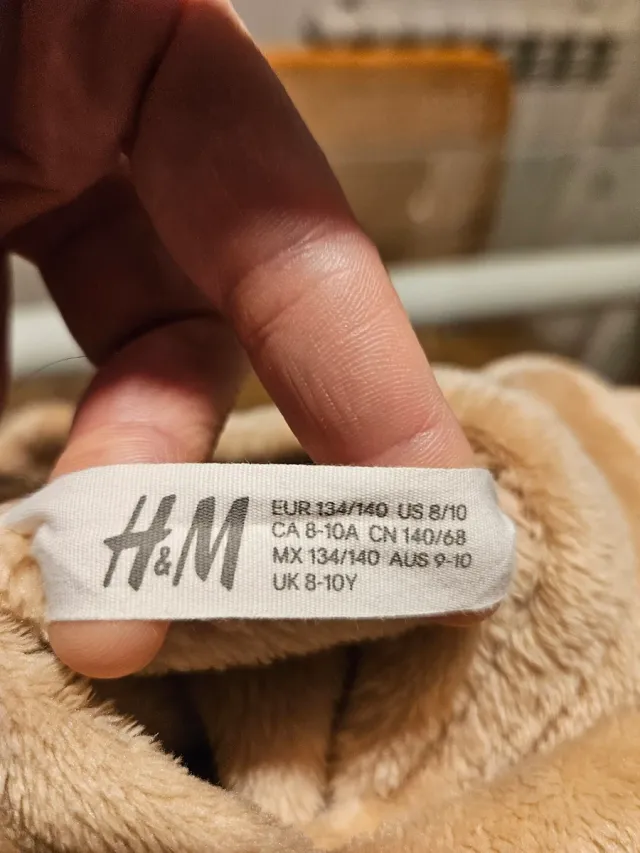 H&M
EUR 134/140 US 8/10
CA 8-10A CN 140/68
MX 134/140 AUS 9-10
UK 8-10Y